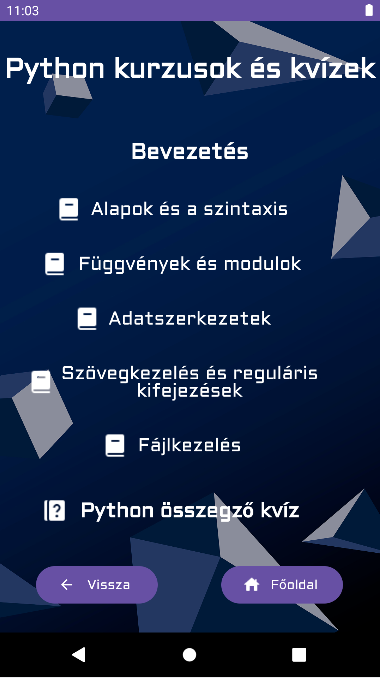 11:03
Python kurzusok és kvízek
Bevezetés
Alapok és a szintaxis
Függvények és modulok
Adatszerkezetek
Szövegkezelés és reguláris
kifejezések
Fájlkezelés
Python összegző kvíz
Vissza
Főoldal